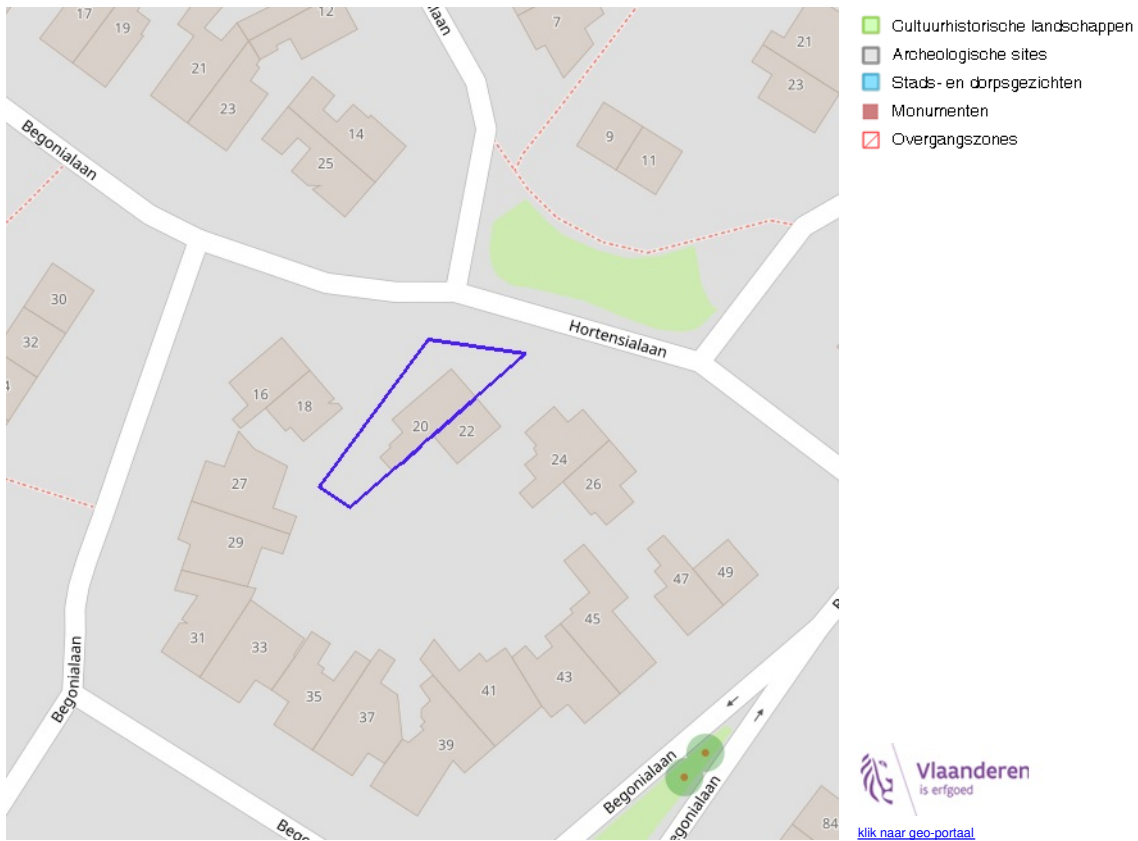 17
19
12
7
21
23
21
23
14
25
9
11
Begonialaan
30
32
Hortensialaan
16
18
20
22
24
26
27
29
31
33
35
37
39
41
43
45
47
49
Begonialaan
Begonialaan
84
Cultuurhistorische landschappen
Archeologische sites
Stads- en dorpsgezichten
Monumenten
Overgangszones
Vlaanderen
is erfgoed
klik naar geo-portaal